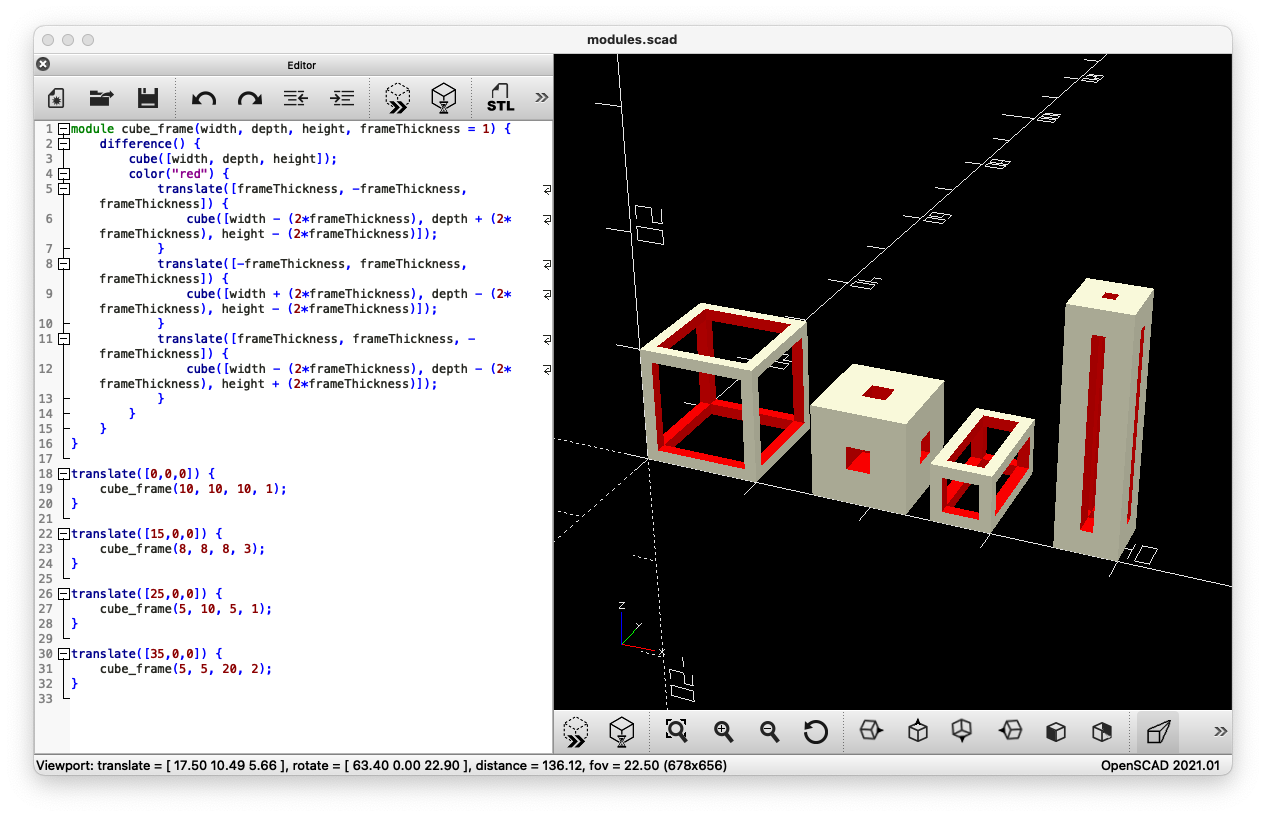 modules.scad
Editor
STL
1 module cube_frame(width, depth, height, frameThickness = 1) {
2 difference() {
3 cube([width, depth, height]);
4 color("red") {
5 translate([frameThickness, -frameThickness,
frameThickness]) {
6 cube([width - (2*frameThickness), depth + (2*
frameThickness), height - (2*frameThickness)]);
7 }
8 translate([-frameThickness, frameThickness,
frameThickness]) {
9 cube([width + (2*frameThickness), depth - (2*
frameThickness), height - (2*frameThickness)]);
10 }
11 translate([frameThickness, frameThickness, -
frameThickness]) {
12 cube([width - (2*frameThickness), depth - (2*
frameThickness), height + (2*frameThickness)]);
13 }
14 }
15 }
16 }
17
18 translate([0,0,0]) {
19 cube_frame(10, 10, 10, 1);
20 }
21
22 translate([15,0,0]) {
23 cube_frame(8, 8, 8, 3);
24 }
25
26 translate([25,0,0]) {
27 cube_frame(5, 10, 5, 1);
28 }
29
30 translate([35,0,0]) {
31 cube_frame(5, 5, 20, 2);
32 }
33
z
Viewport: translate = [ 17.50 10.49 5.66 ], rotate = [ 63.40 0.00 22.90 ], distance = 136.12, fov = 22.50 (678x656)
OpenSCAD 2021.01